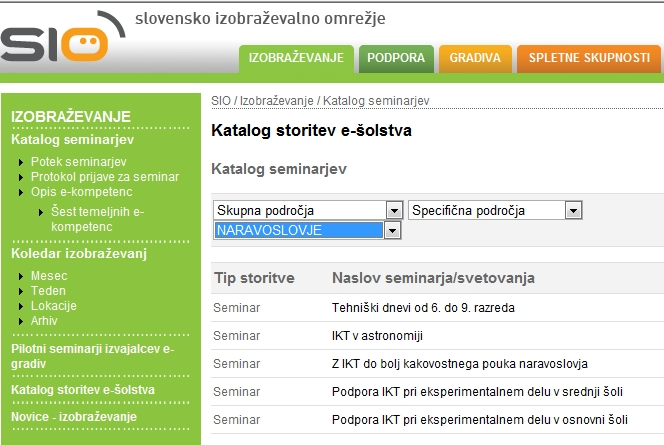 slovensko izobraževalno omrežje
SIO
IZOBRAŽEVANJE
PODPORA
GRADIVA
SPLETNE SKUPNOSTI
IZOBRAŽEVANJE
Katalog seminarjev
Potek seminarjev
Protokol prijave za seminar
Opis e-kompetenc
Šest temeljnih e-
kompetenc
Koledar izobraževanj
Mesec
Teden
Lokacije
Arhiv
Pilotni seminarji izvajalcev e-
gradiv
Katalog storitev e-šolstva
Novice - izobraževanje
SIO / Izobraževanje / Katalog seminarjev
Katalog storitev e-šolstva
Katalog seminarjev
Skupna področja
Specifična področja
NARAVOSLOVJE
Tip storitve Naslov seminarja/svetovanja
Seminar Tehniški dnevi od 6. do 9. razreda
Seminar IKT v astronomiji
Seminar Z IKT do bolj kakovostnega pouka naravoslovja
Seminar Podpora IKT pri eksperimentalnem delu v srednji šoli
Seminar Podpora IKT pri eksperimentalnem delu v osnovni šoli